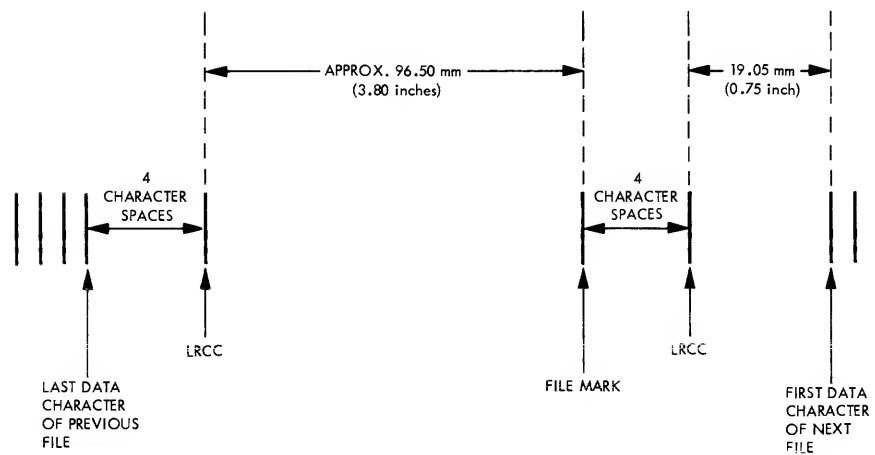 APPROX. 96.50 mm
(3.80 inches)
19.05 mm
(0.75 inch)
4
CHARACTER
SPACES
4
CHARACTER
SPACES
LRCC
LAST DATA
CHARACTER
OF PREVIOUS
FILE
FILE MARK
LRCC
FIRST DATA
CHARACTER
OF NEXT
FILE